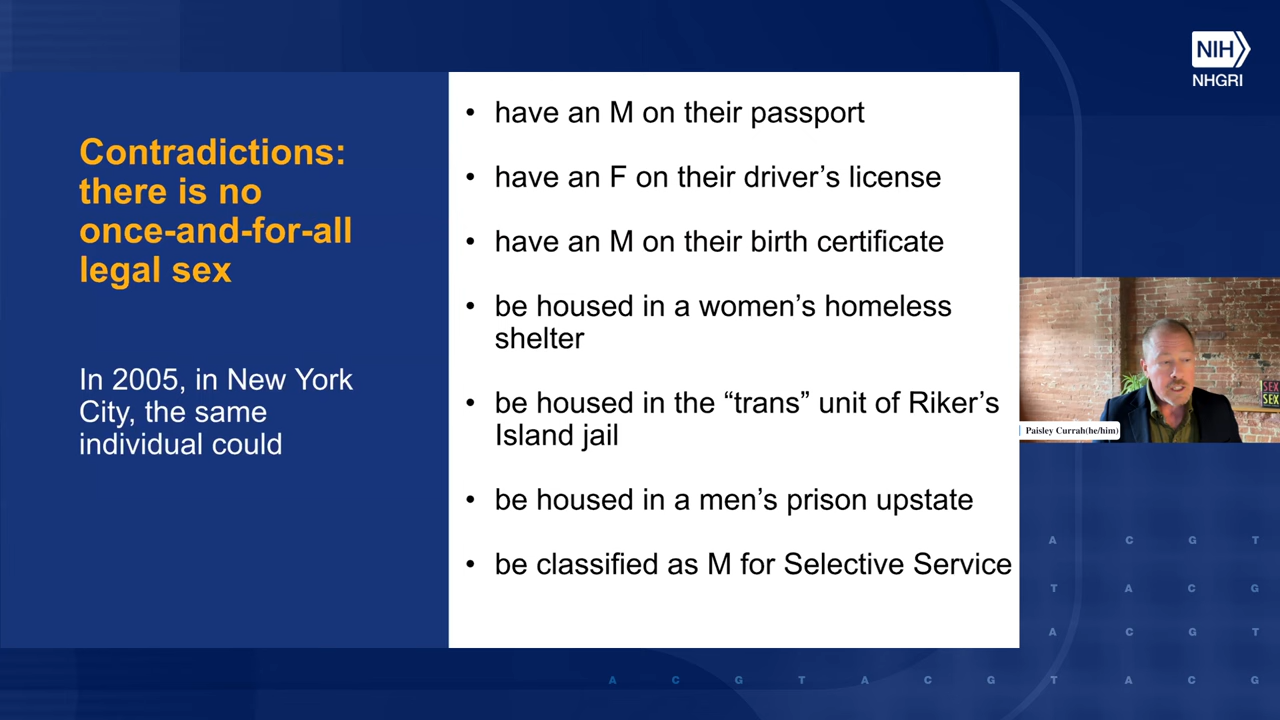 NIH
NHGRI
Contradictions:
there is no
once-and-for-all
legal sex
In 2005, in New York
City, the same
individual could
• have an M on their passport
• have an F on their driver’s license
• have an M on their birth certificate
• be housed in a women’s homeless
shelter
• be housed in the “trans” unit of Riker’s
Island jail
• be housed in a men’s prison upstate
• be classified as M for Selective Service
SEX
SEX
Paisley Currah(he/him)
A C G T
T A C G
A C G T
A C G T A C G T A C G